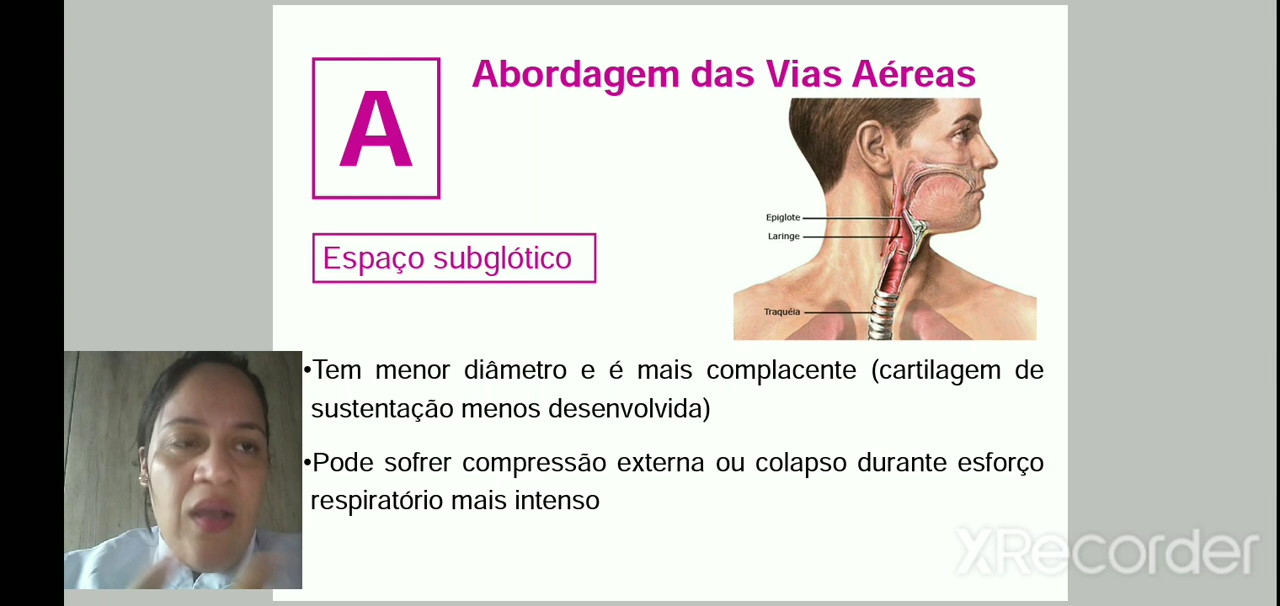 A
Abordagem das Vias Aéreas
Epiglote
Laringe
Traquéia
Espaço subglótico
•Tem menor diâmetro e é mais complacente (cartilagem de
sustentação menos desenvolvida)
•Pode sofrer compressão externa ou colapso durante esforço
respiratório mais intenso
XRecorder